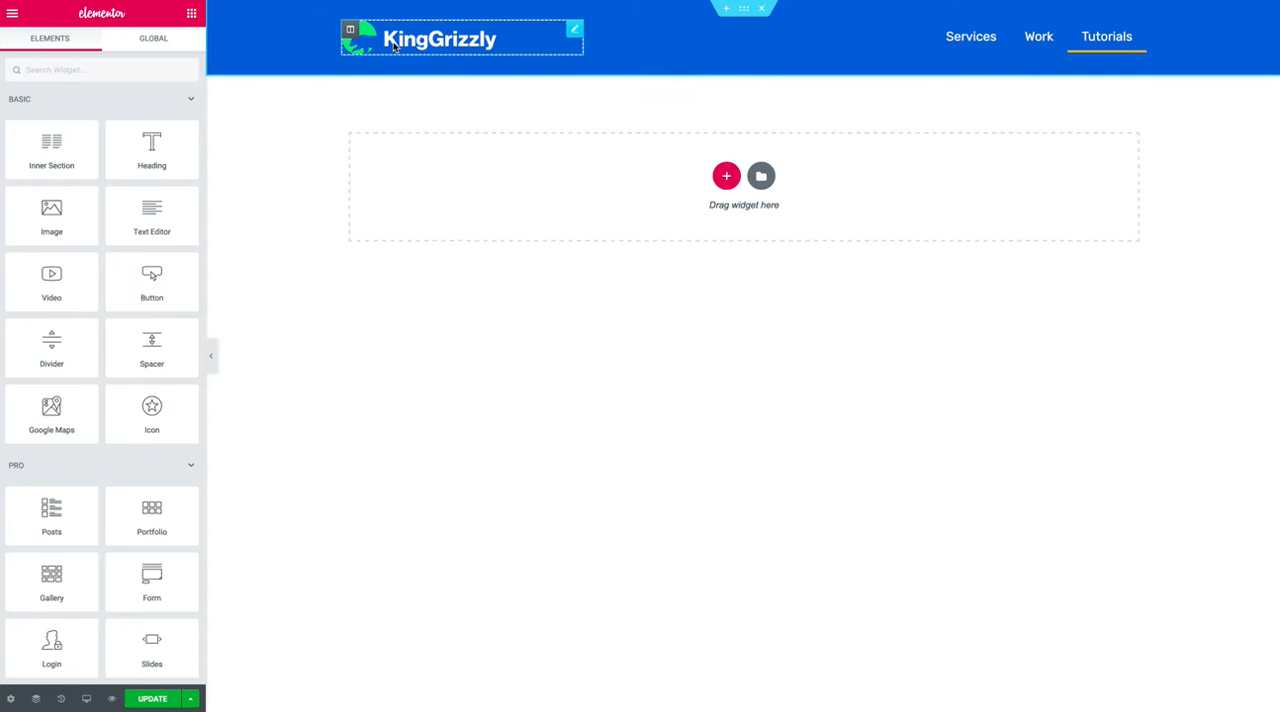 elementor
ELEMENTS
GLOBAL
Search Widget...
BASIC
Inner Section
Heading
Image
Text Editor
Video
Button
Divider
Spacer
Google Maps
Icon
PRO
Posts
Portfolio
Gallery
Form
Login
Slides
UPDATE
KingGrizzly
Services
Work
Tutorials
Drag widget here